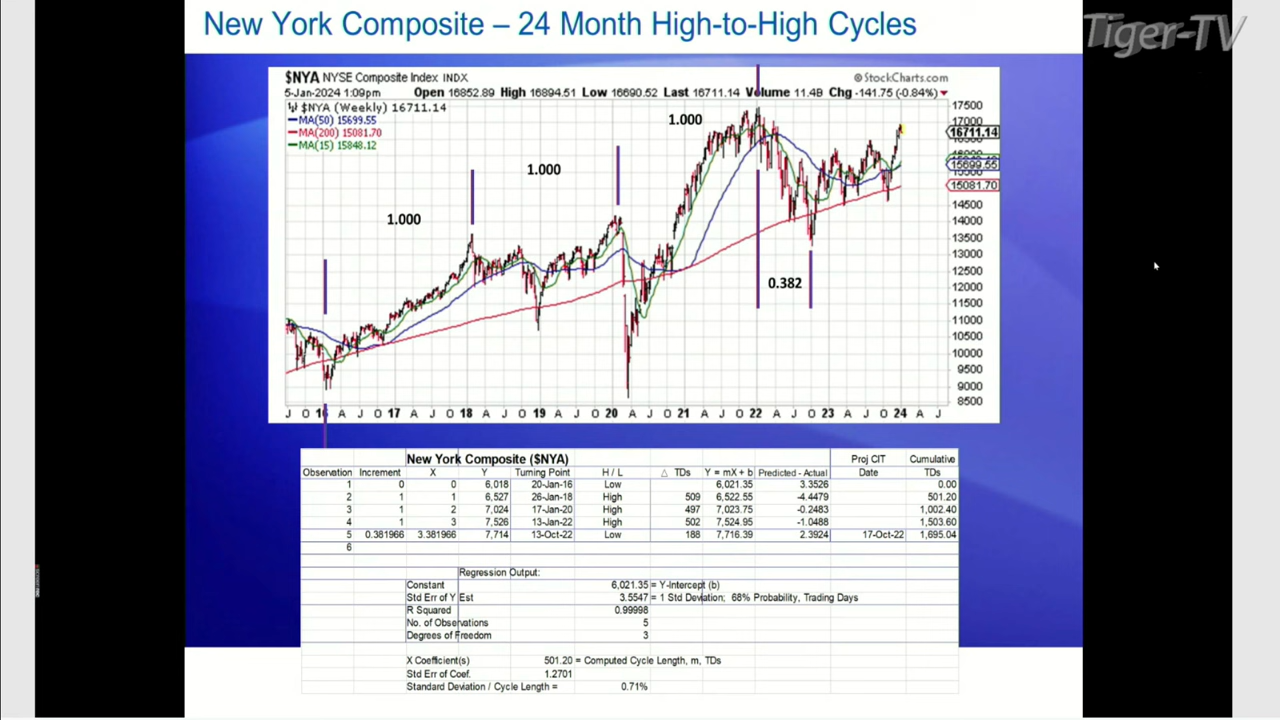 New York Composite – 24 Month High-to-High Cycles
Tiger-TV
$NYA NYSE Composite Index INDX
© StockCharts.com
5-Jan-2024 1:09pm Open 16852.89 High 16894.51 Low 16690.52 Last 16711.14 Volume 11.4B Chg -141.75 (-0.84%)
$NYA (Weekly) 16711.14
MA(50) 15699.55
MA(200) 15081.70
MA(15) 15848.12
1.000
1.000
1.000
0.382
17500
17000
16711.14
16000
15699.55
15500
15081.70
14500
14000
13500
13000
12500
12000
11500
11000
10500
10000
9500
9000
8500
J O 16 A J O 17 A J O 18 A J O 19 A J O 20 A J O 21 A J O 22 A J O 23 A J O 24 A J
New York Composite ($NYA) Proj CIT Cumulative
Observation Increment X Y Turning Point H / L △ TDs Y = mX + b Predicted - Actual Date TDs
1 0 0 6,018 20-Jan-16 Low 6,021.35 3.3526 0.00
2 1 1 6,527 26-Jan-18 High 509 6,522.55 -4.4479 501.20
3 1 2 7,024 17-Jan-20 High 497 7,023.75 -0.2483 1,002.40
4 1 3 7,526 13-Jan-22 High 502 7,524.95 -1.0488 1,503.60
5 0.381966 3.381966 7,714 13-Oct-22 Low 188 7,716.39 2.3924 17-Oct-22 1,695.04
6
Regression Output:
Constant 6,021.35 = Y-Intercept (b)
Std Err of Y Est 3.5547 = 1 Std Deviation; 68% Probability, Trading Days
R Squared 0.99998
No. of Observations 5
Degrees of Freedom 3
X Coefficient(s) 501.20 = Computed Cycle Length, m, TDs
Std Err of Coef. 1.2701
Standard Deviation / Cycle Length = 0.71%